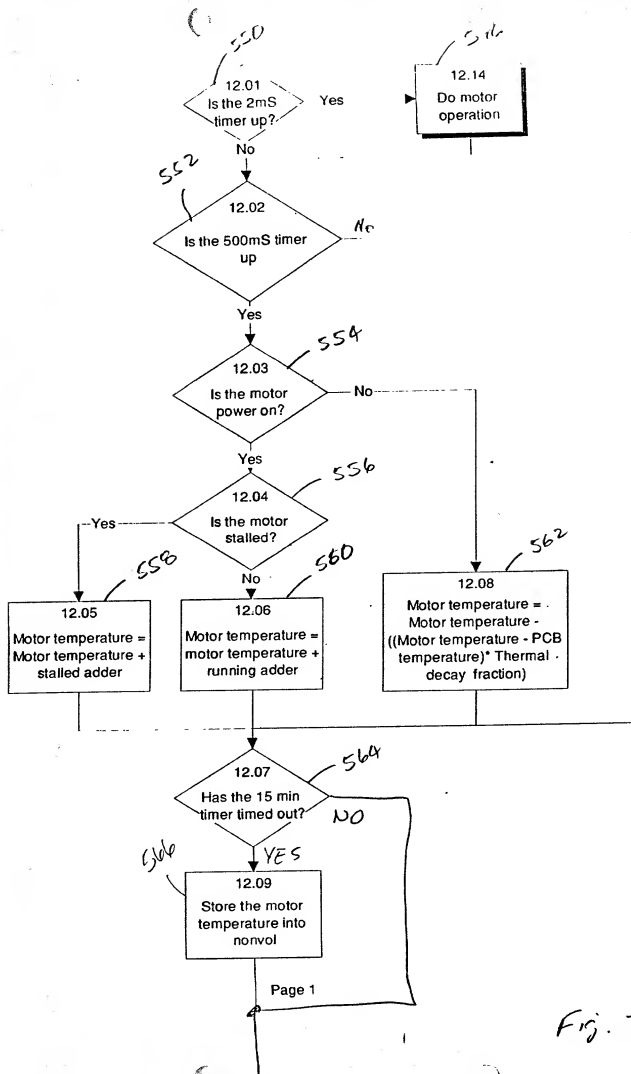 550
12.01
Is the 2mS
timer up?
Yes
12.14
Do motor
operation
No
552
12.02
Is the 500mS timer
up
No
Yes
554
12.03
Is the motor
power on?
No
Yes
556
12.04
Is the motor
stalled?
Yes
558
No
560
562
12.05
Motor temperature =
Motor temperature +
stalled adder
12.06
Motor temperature =
motor temperature +
running adder
12.08
Motor temperature =
Motor temperature -
((Motor temperature - PCB
temperature)* Thermal
decay fraction)
564
12.07
Has the 15 min
timer timed out?
NO
YES
566
12.09
Store the motor
temperature into
nonvol
Page 1
Fig.